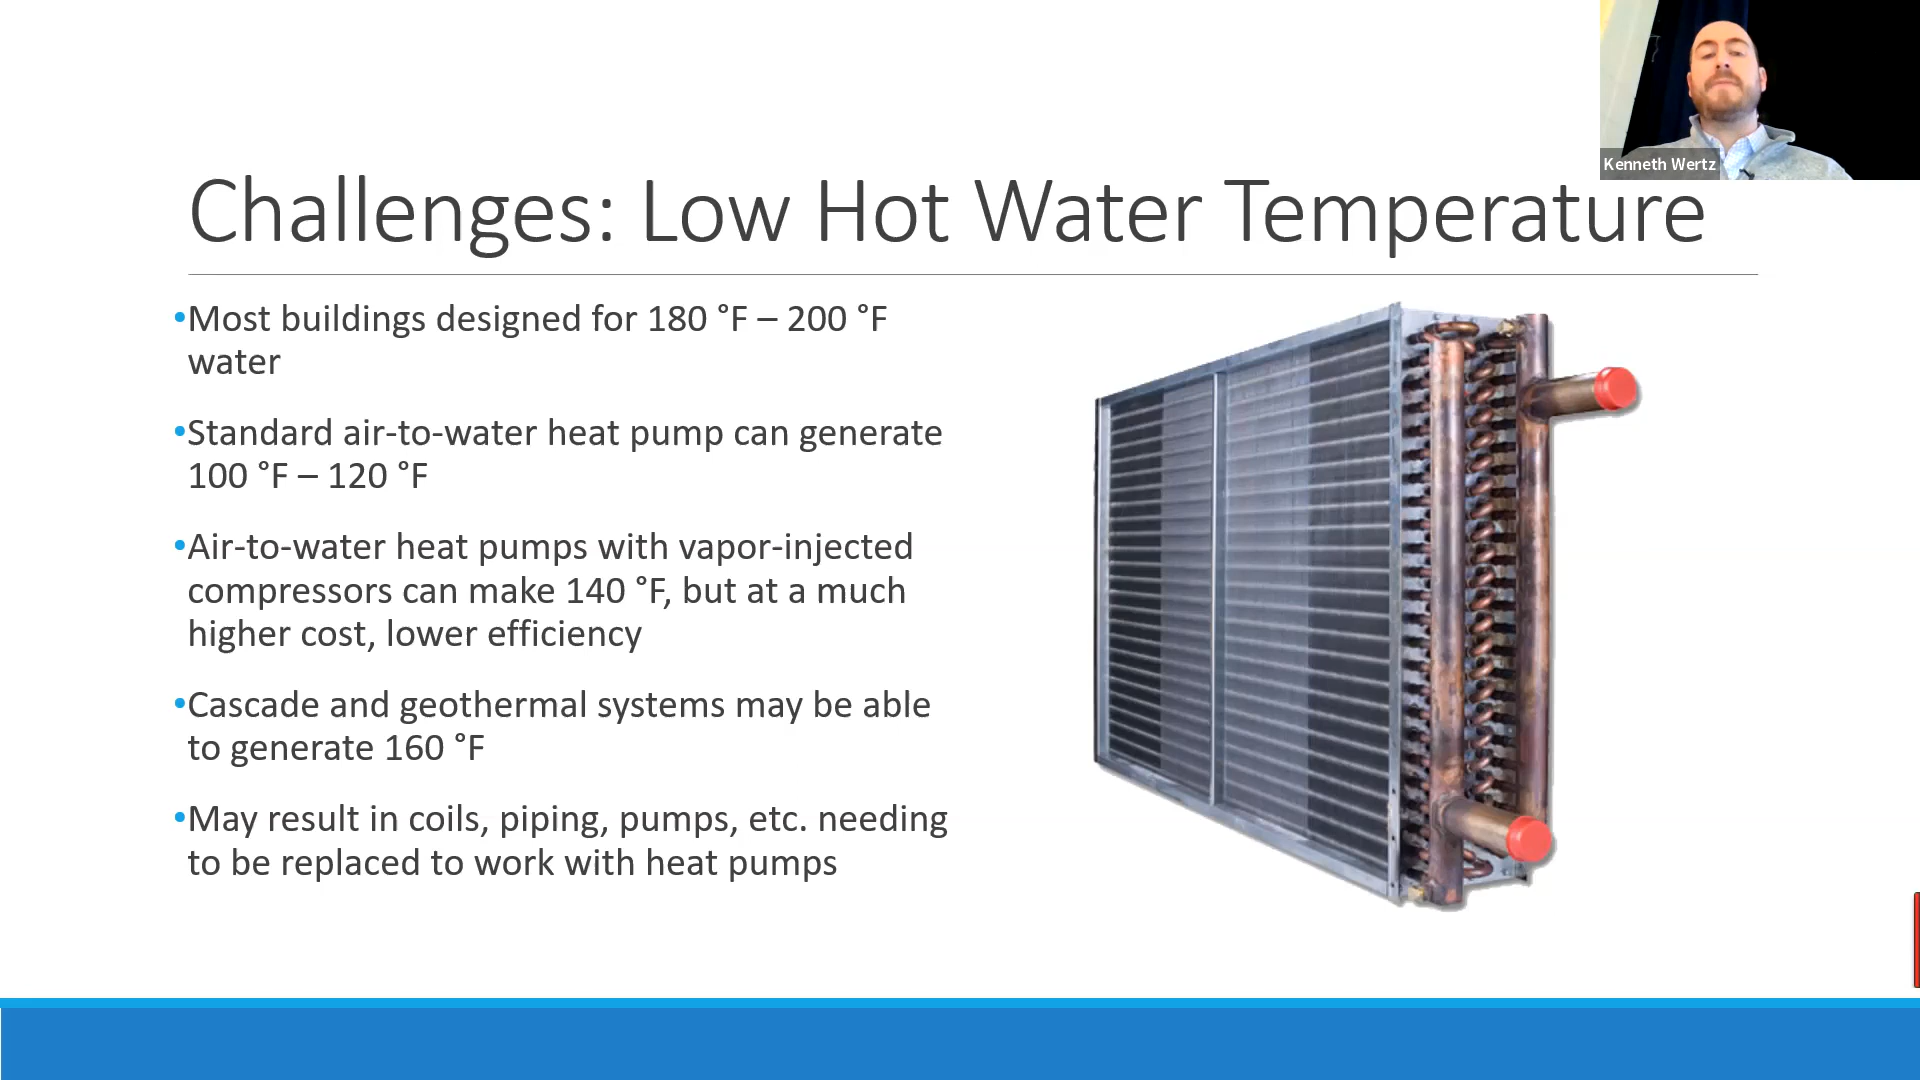 Kenneth Wertz
Challenges: Low Hot Water Temperature
•Most buildings designed for 180 °F – 200 °F
water
•Standard air-to-water heat pump can generate
100 °F – 120 °F
•Air-to-water heat pumps with vapor-injected
compressors can make 140 °F, but at a much
higher cost, lower efficiency
•Cascade and geothermal systems may be able
to generate 160 °F
•May result in coils, piping, pumps, etc. needing
to be replaced to work with heat pumps